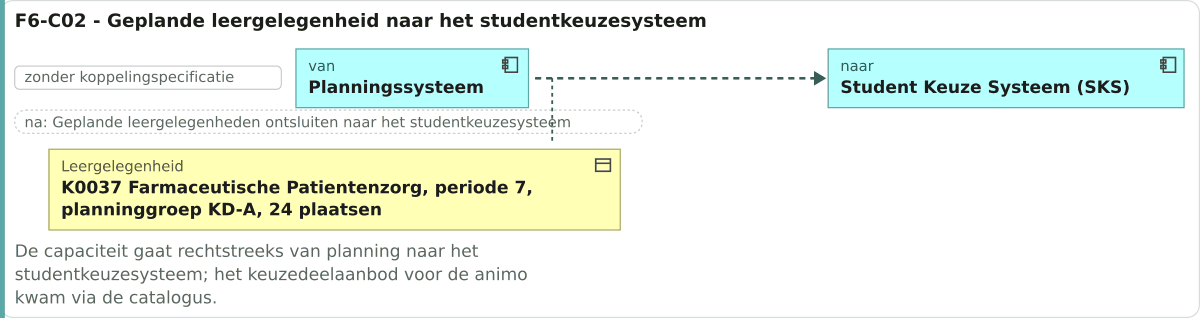 F6-C02 - Geplande leergelegenheid naar het studentkeuzesysteem
zonder koppelingspecificatie
van
Planningssysteem
naar
Student Keuze Systeem (SKS)
na: Geplande leergelegenheden ontsluiten naar het studentkeuzesysteem
Leergelegenheid
K0037 Farmaceutische Patientenzorg, periode 7,
planninggroep KD-A, 24 plaatsen
De capaciteit gaat rechtstreeks van planning naar het
studentkeuzesysteem; het keuzedeelaanbod voor de animo
kwam via de catalogus.